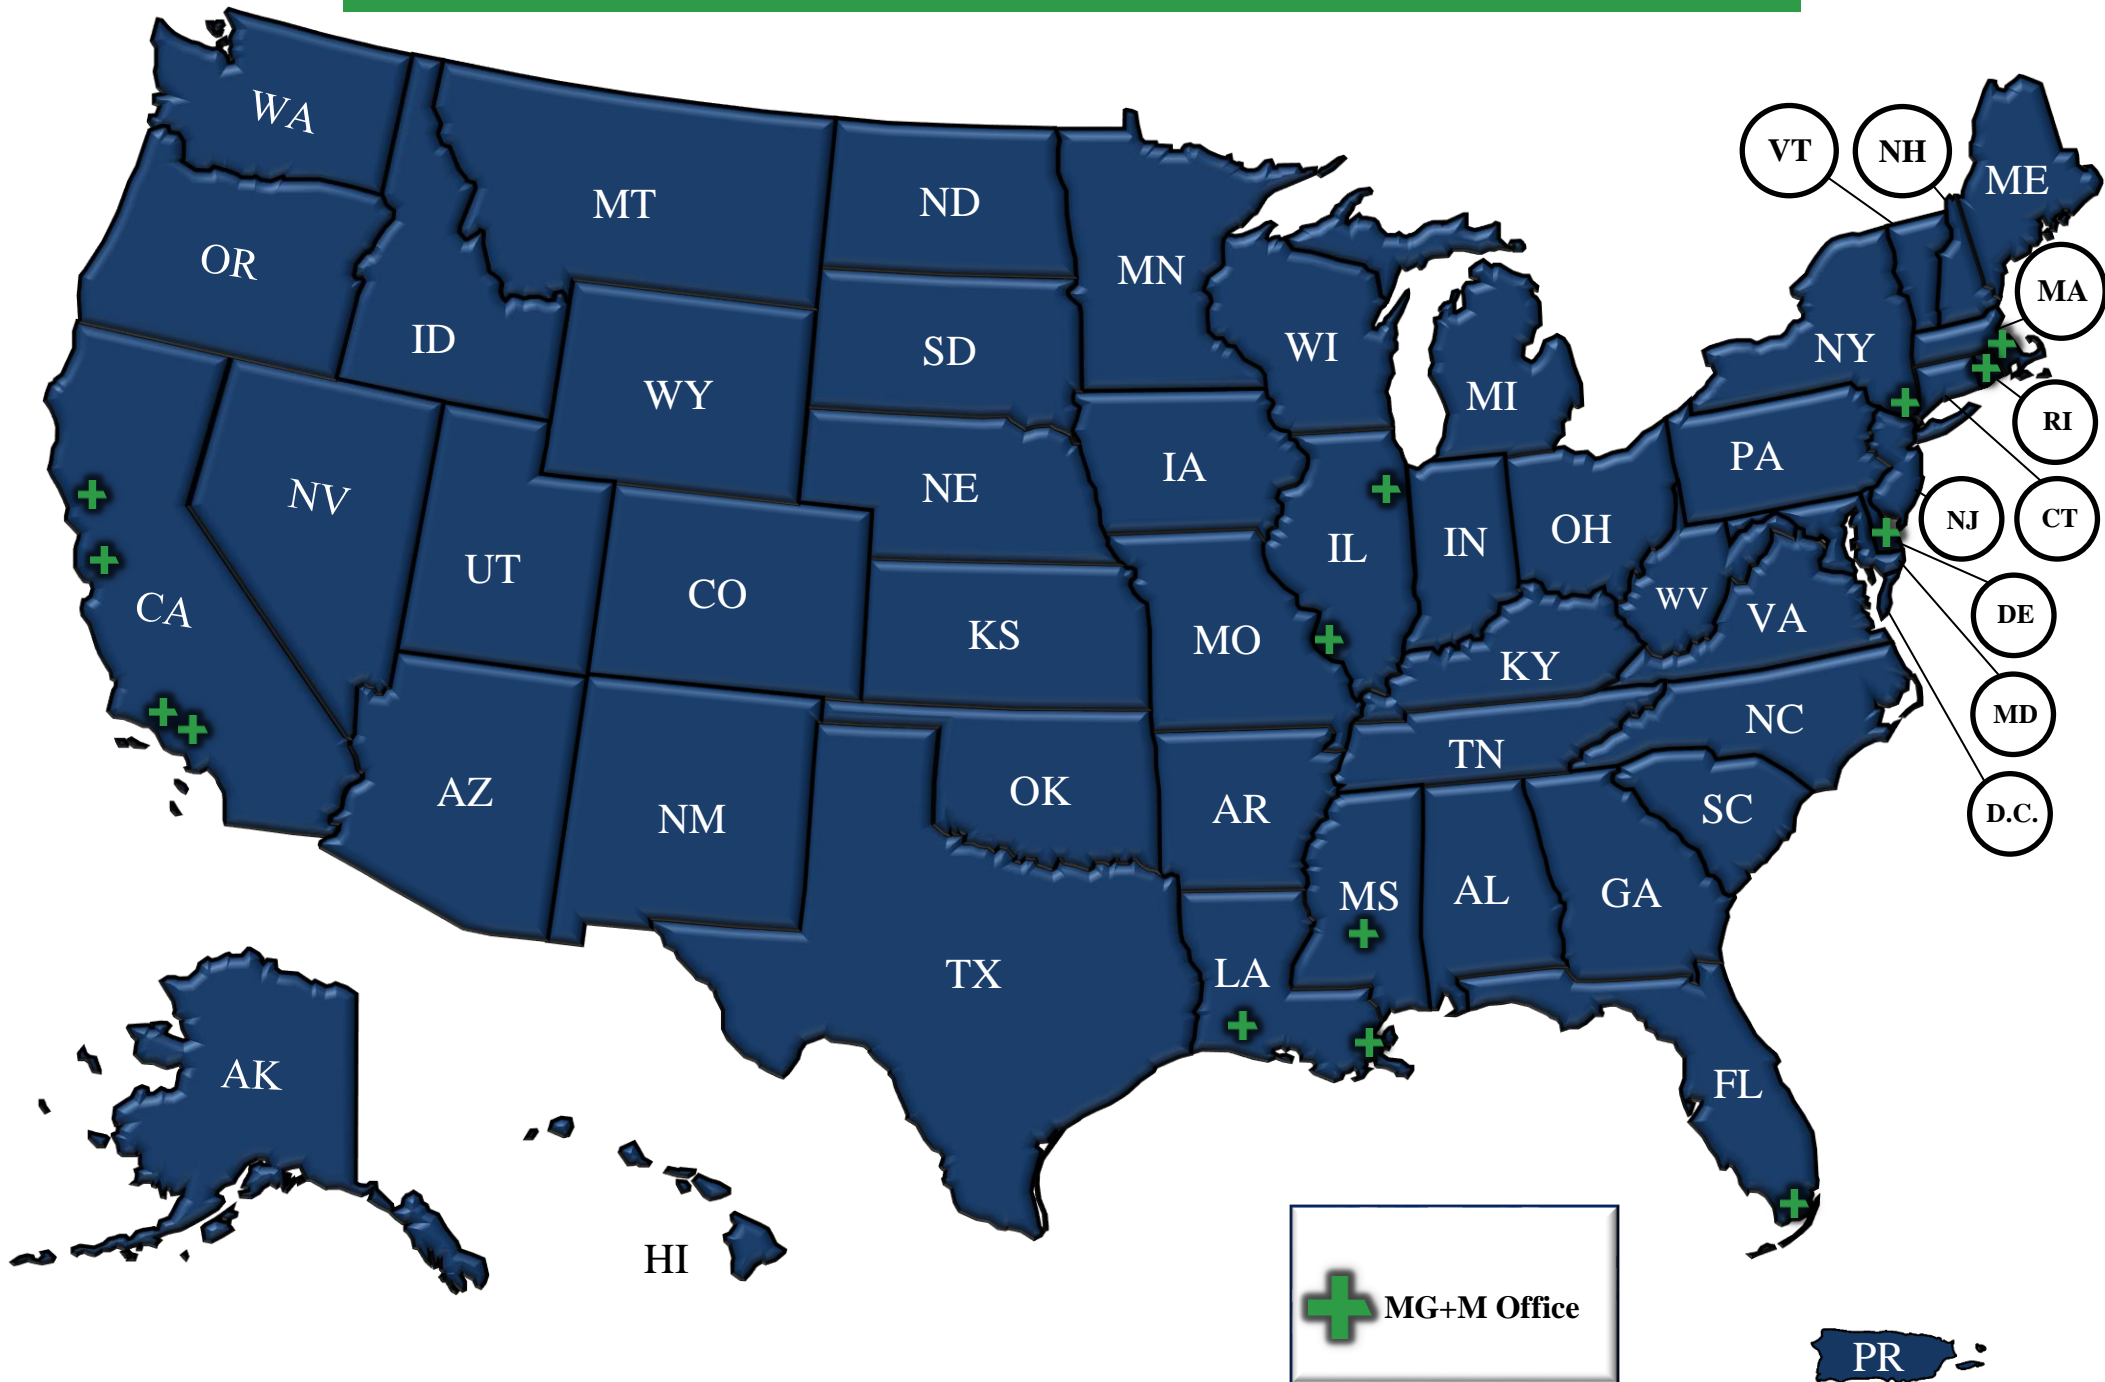 WA
VT
NH
ME
MT
ND
OR
MN
MA
ID
SD
WI
NY
WY
MI
RI
PA
IA
NE
NV
NJ
CT
OH
IN
IL
UT
CO
WV
CA
VA
DE
KS
MO
KY
MD
NC
TN
AZ
OK
NM
AR
SC
D.C.
MS
AL
GA
TX
LA
AK
FL
HI
MG+M Office
PR